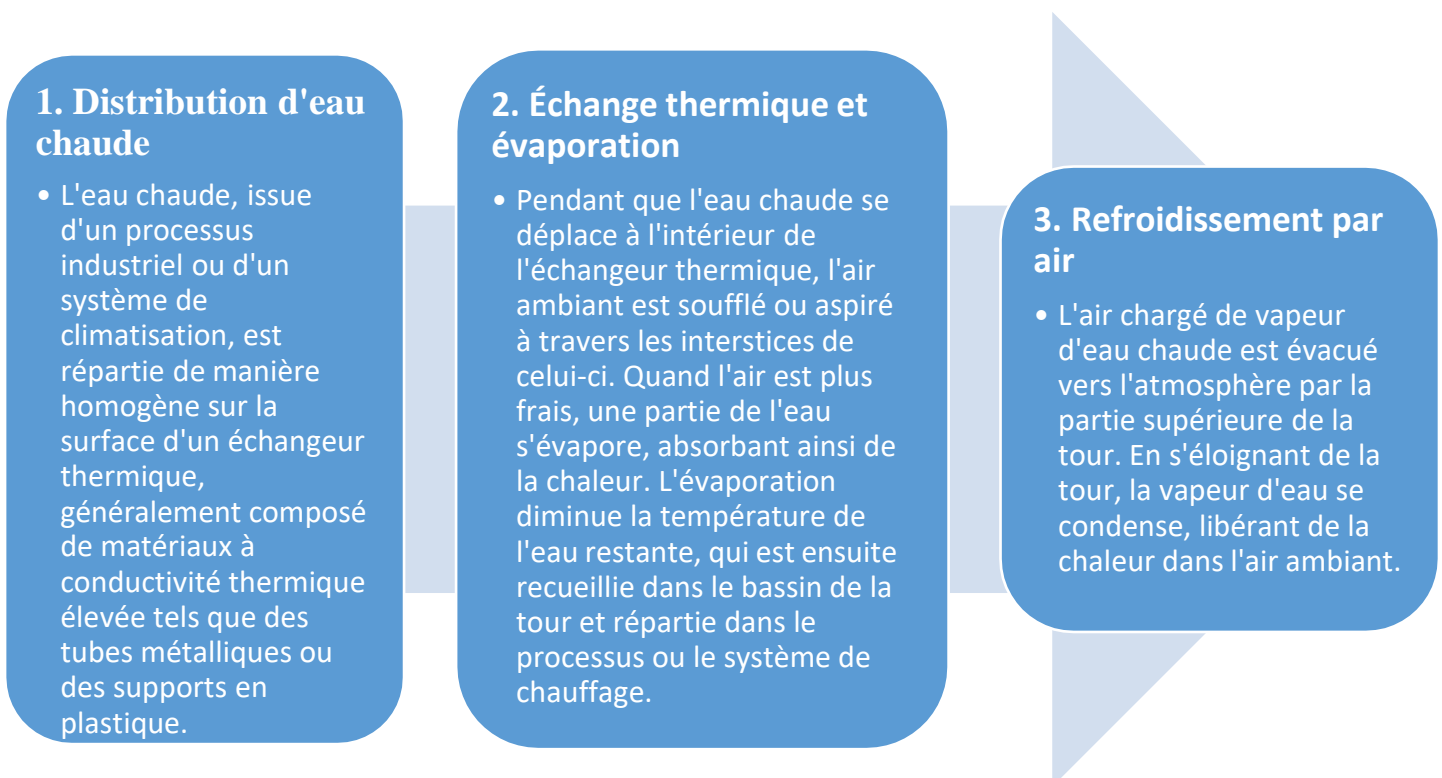 1. Distribution d'eau
chaude
• L'eau chaude, issue
d'un processus
industriel ou d'un
système de
climatisation, est
répartie de manière
homogène sur la
surface d'un échangeur
thermique,
généralement composé
de matériaux à
conductivité thermique
élevée tels que des
tubes métalliques ou
des supports en
plastique.
2. Échange thermique et
évaporation
• Pendant que l'eau chaude se
déplace à l'intérieur de
l'échangeur thermique, l'air
ambiant est soufflé ou aspiré
à travers les interstices de
celui-ci. Quand l'air est plus
frais, une partie de l'eau
s'évapore, absorbant ainsi de
la chaleur. L'évaporation
diminue la température de
l'eau restante, qui est ensuite
recueillie dans le bassin de la
tour et répartie dans le
processus ou le système de
chauffage.
3. Refroidissement par
air
• L'air chargé de vapeur
d'eau chaude est évacué
vers l'atmosphère par la
partie supérieure de la
tour. En s'éloignant de la
tour, la vapeur d'eau se
condense, libérant de la
chaleur dans l'air ambiant.